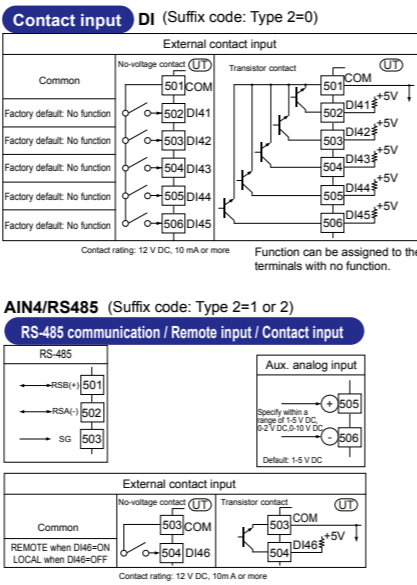 Contact input DI (Suffix code: Type 2=0)
External contact input
Common
No-voltage contact UT
Transistor contact UT
501 COM
501 COM
Factory default: No function
502 DI41
502 DI41 +5V
Factory default: No function
503 DI42
503 DI42 +5V
Factory default: No function
504 DI43
504 DI43 +5V
Factory default: No function
505 DI44
505 DI44 +5V
Factory default: No function
506 DI45
506 DI45 +5V
Contact rating: 12 V DC, 10 mA or more
Function can be assigned to the
terminals with no function.
AIN4/RS485 (Suffix code: Type 2=1 or 2)
RS-485 communication / Remote input / Contact input
RS-485
RSB(+) 501
RSA(-) 502
SG 503
Aux. analog input
+ 505
Specify within a
range of 1-5 V DC,
0-2 V DC,0-10 V DC
- 506
Default: 1-5 V DC
External contact input
No-voltage contact UT
Transistor contact UT
Common
503 COM
503 COM
REMOTE when DI46=ON
LOCAL when DI46=OFF
504 DI46
504 DI46 +5V
Contact rating: 12 V DC, 10m A or more